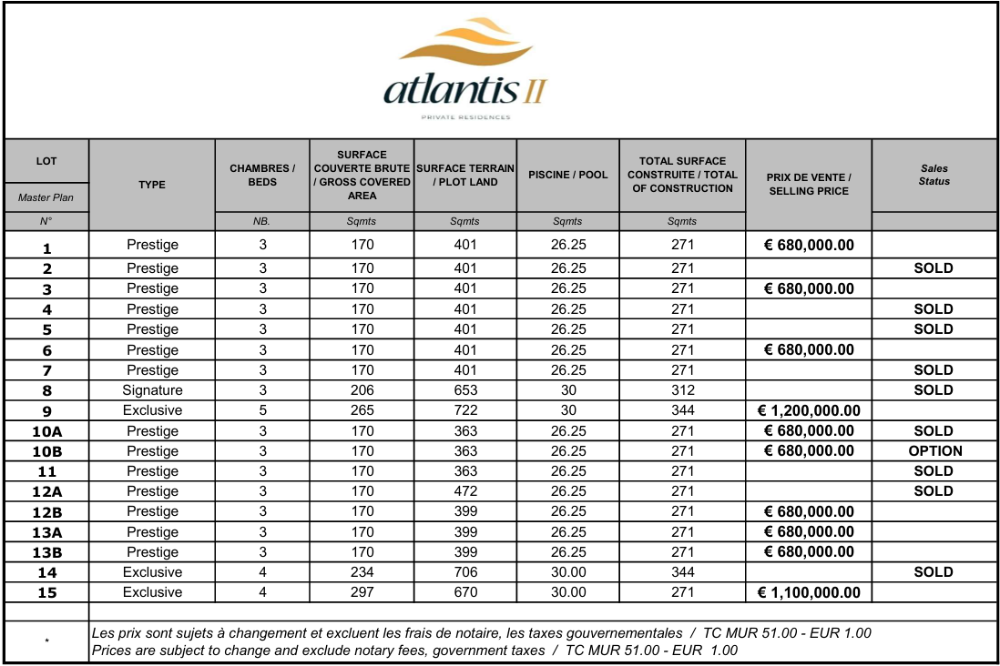 atlantis II
PRIVATE RESIDENCES
LOT
Master Plan
N°
TYPE
CHAMBRES /
BEDS
NB.
SURFACE
COUVERTE BRUTE
/ GROSS COVERED
AREA
Sqmts
SURFACE TERRAIN
/ PLOT LAND
Sqmts
PISCINE / POOL
Sqmts
TOTAL SURFACE
CONSTRUITE / TOTAL
OF CONSTRUCTION
Sqmts
PRIX DE VENTE /
SELLING PRICE
Sales
Status
1 Prestige 3 170 401 26.25 271 € 680,000.00
2 Prestige 3 170 401 26.25 271 SOLD
3 Prestige 3 170 401 26.25 271 € 680,000.00
4 Prestige 3 170 401 26.25 271 SOLD
5 Prestige 3 170 401 26.25 271 SOLD
6 Prestige 3 170 401 26.25 271 € 680,000.00
7 Prestige 3 170 401 26.25 271 SOLD
8 Signature 3 206 653 30 312 SOLD
9 Exclusive 5 265 722 30 344 € 1,200,000.00
10A Prestige 3 170 363 26.25 271 € 680,000.00 SOLD
10B Prestige 3 170 363 26.25 271 € 680,000.00 OPTION
11 Prestige 3 170 363 26.25 271 SOLD
12A Prestige 3 170 472 26.25 271 SOLD
12B Prestige 3 170 399 26.25 271 € 680,000.00
13A Prestige 3 170 399 26.25 271 € 680,000.00
13B Prestige 3 170 399 26.25 271 € 680,000.00
14 Exclusive 4 234 706 30.00 344 SOLD
15 Exclusive 4 297 670 30.00 271 € 1,100,000.00
* Les prix sont sujets à changement et excluent les frais de notaire, les taxes gouvernementales / TC MUR 51.00 - EUR 1.00
Prices are subject to change and exclude notary fees, government taxes / TC MUR 51.00 - EUR 1.00